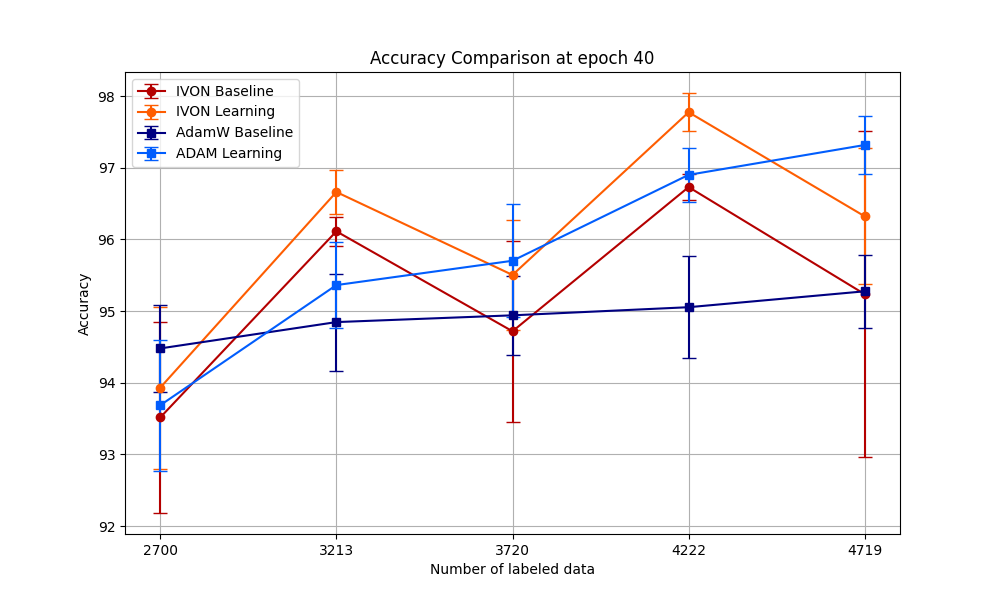 Accuracy Comparison at epoch 40
IVON Baseline
IVON Learning
AdamW Baseline
ADAM Learning
98
97
96
95
94
93
92
Accuracy
2700 3213 3720 4222 4719
Number of labeled data